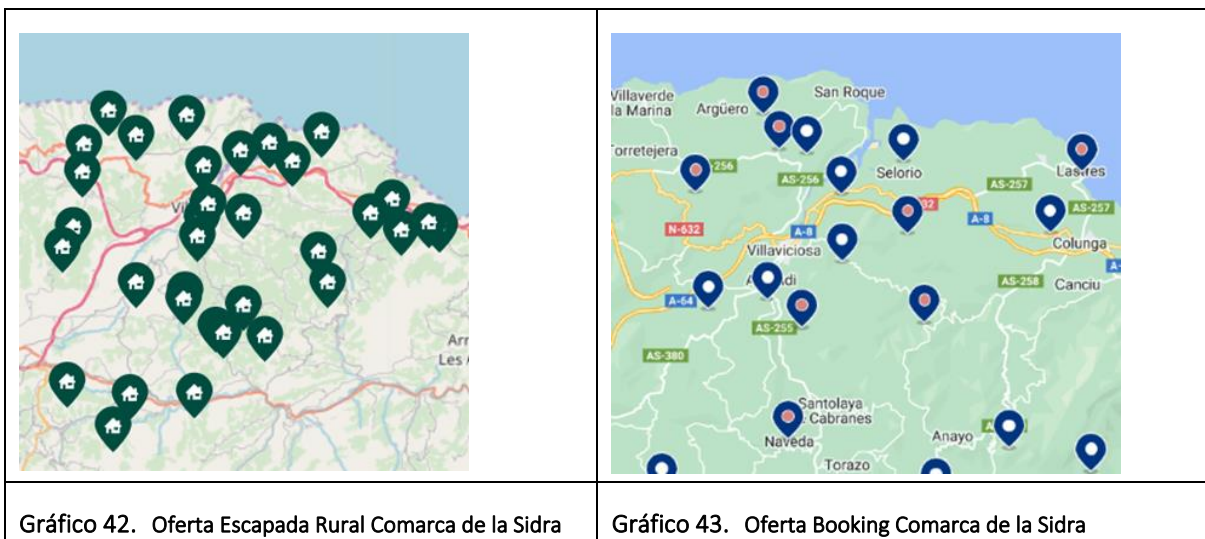 Arr
Les
Villaverde
la Marina
Argüero
San Roque
Torretejera
256
AS-256
Selorio
Lastres
AS-257
N-632
A-8
A-8
AS-257
Villaviciosa
Colunga
A-64
AS-258
Canciu
AS-255
AS-380
Santolaya
Cabranes
Naveda
Anayo
Torazo
Gráfico 42. Oferta Escapada Rural Comarca de la Sidra
Gráfico 43. Oferta Booking Comarca de la Sidra